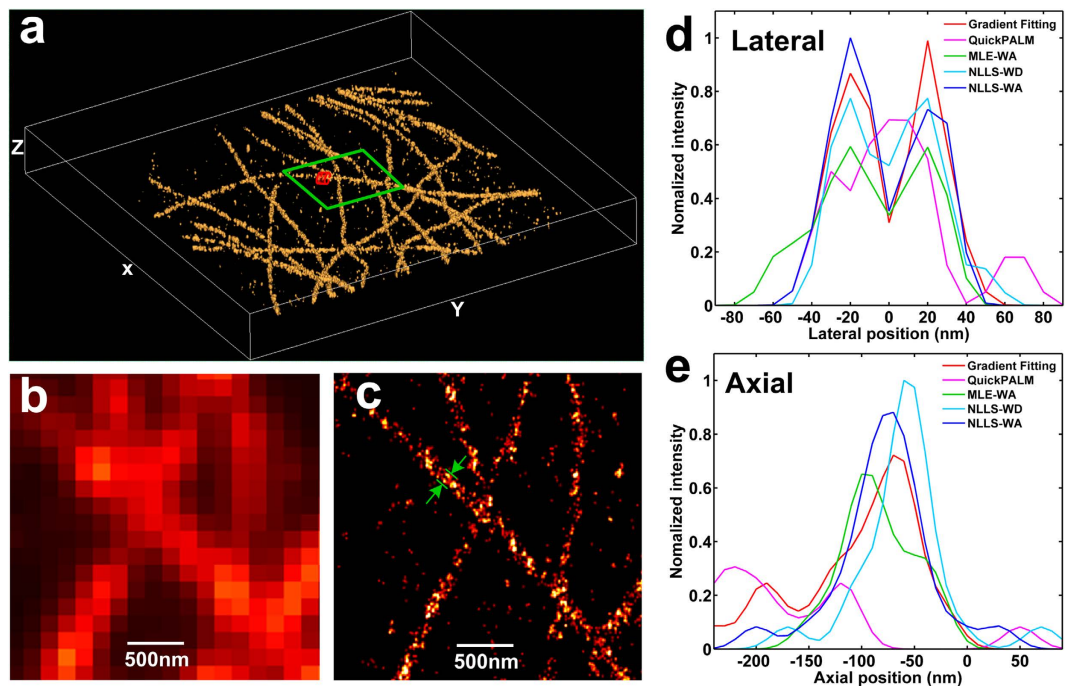 a
Z
x
Y
b
500nm
c
500nm
d Lateral
Gradient Fitting
QuickPALM
MLE-WA
NLLS-WD
NLLS-WA
Nomalized intensity
1
0.8
0.6
0.4
0.2
0
-80 -60 -40 -20 0 20 40 60 80
Lateral position (nm)
e Axial
Gradient Fitting
QuickPALM
MLE-WA
NLLS-WD
NLLS-WA
Nomalized intensity
1
0.8
0.6
0.4
0.2
0
-200 -150 -100 -50 0 50
Axial position (nm)